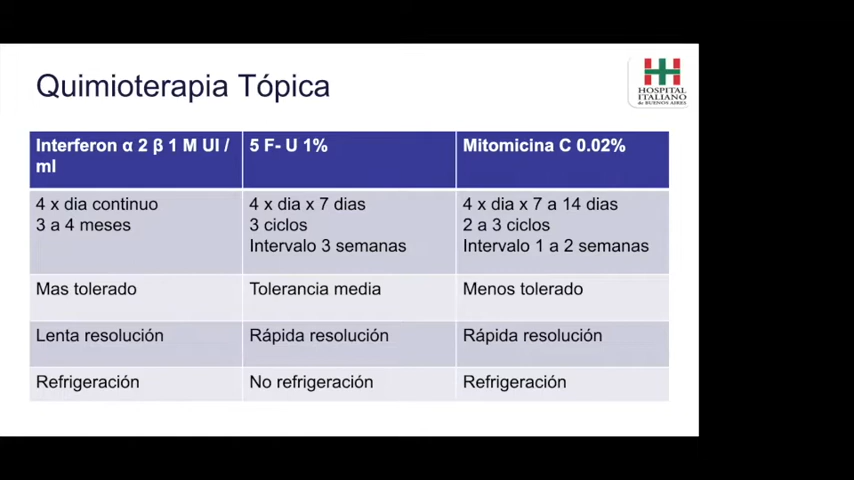 Quimioterapia Tópica
HOSPITAL
ITALIANO
de BUENOS AIRES
Interferon α 2 β 1 M UI /
ml
5 F- U 1%
Mitomicina C 0.02%
4 x dia continuo
3 a 4 meses
4 x dia x 7 dias
3 ciclos
Intervalo 3 semanas
4 x dia x 7 a 14 dias
2 a 3 ciclos
Intervalo 1 a 2 semanas
Mas tolerado
Tolerancia media
Menos tolerado
Lenta resolución
Rápida resolución
Rápida resolución
Refrigeración
No refrigeración
Refrigeración